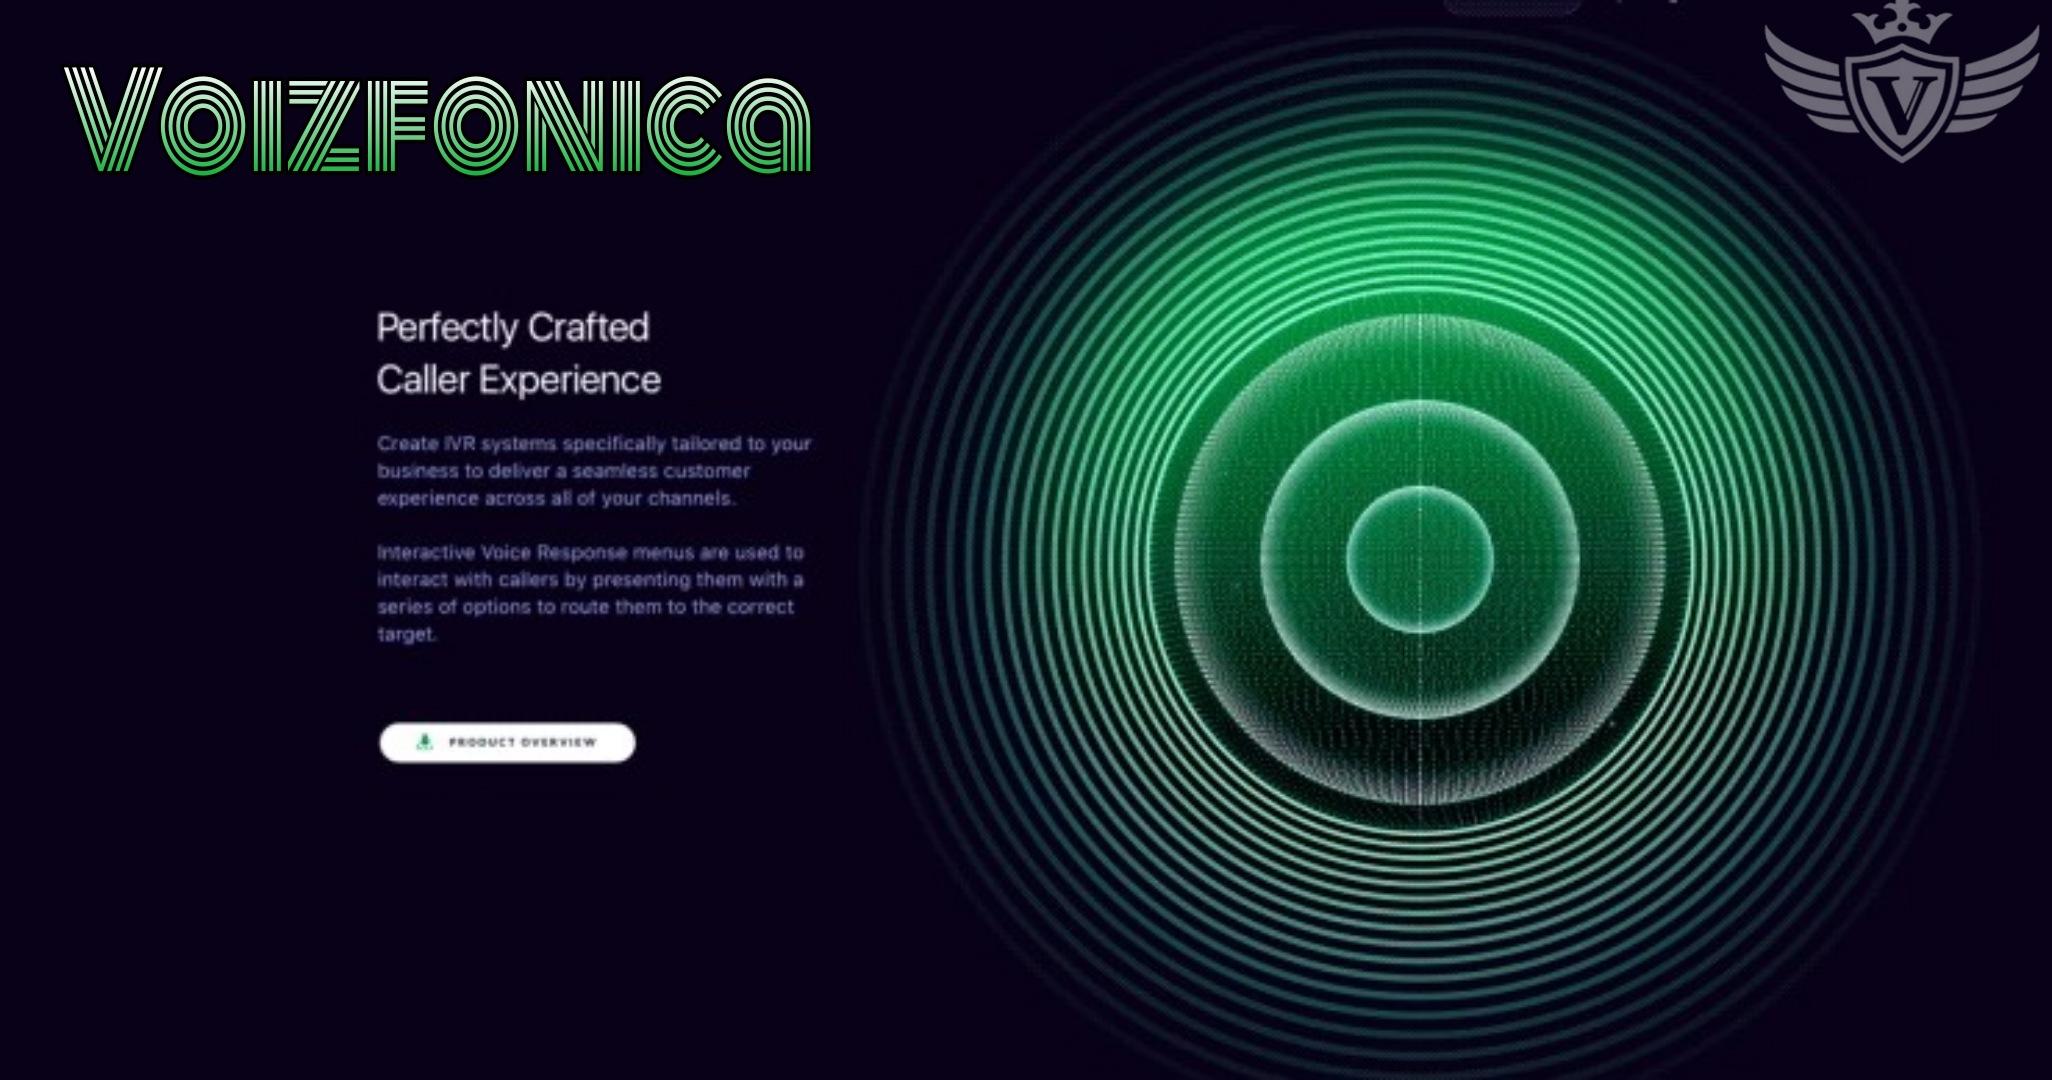 VOIZFONICa
V
Perfectly Crafted
Caller Experience
Create IVR systems specifically tailored to your
business to deliver a seamless customer
experience across all of your channels.
Interactive Voice Response menus are used to
interact with callers by presenting them with a
series of options to route them to the correct
target.
PRODUCT OVERVIEW